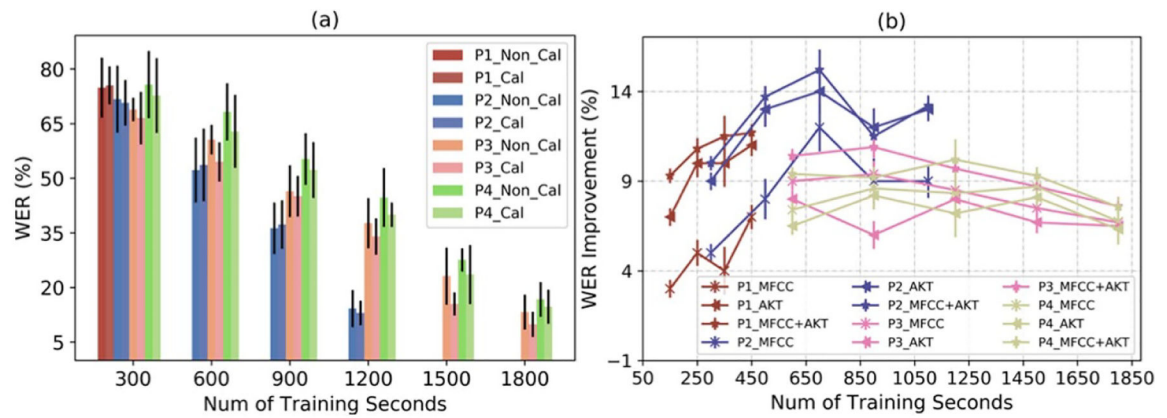 (a)
WER (%)
80
65
50
35
20
5
300 600 900 1200 1500 1800
Num of Training Seconds
P1_Non_Cal
P1_Cal
P2_Non_Cal
P2_Cal
P3_Non_Cal
P3_Cal
P4_Non_Cal
P4_Cal
(b)
WER Improvement (%)
14
9
4
−1
50 250 450 650 850 1050 1250 1450 1650 1850
Num of Training Seconds
P1_MFCC
P1_AKT
P1_MFCC+AKT
P2_MFCC
P2_AKT
P2_MFCC+AKT
P3_MFCC
P3_AKT
P3_MFCC+AKT
P4_MFCC
P4_AKT
P4_MFCC+AKT